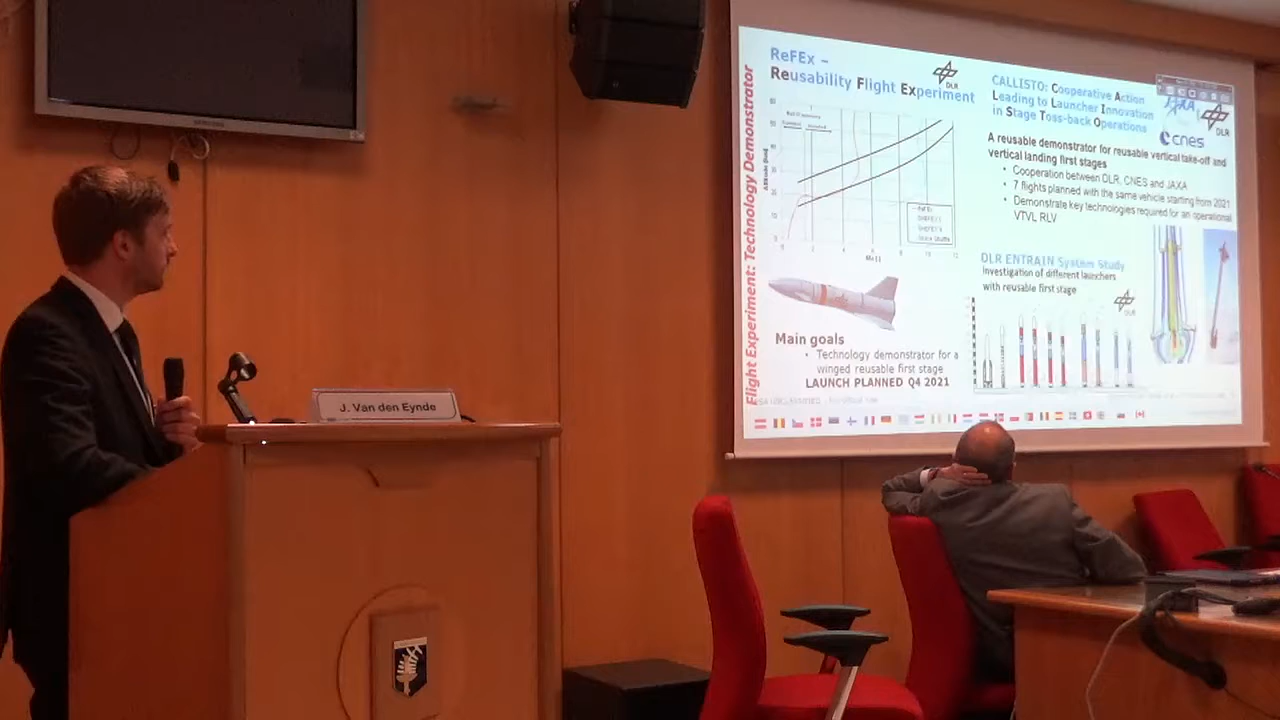 SAMSUNG
J. Van den Eynde
Flight Experiment: Technology Demonstrator
ReFEx –
Reusability Flight Experiment
DLR
Altitude [km]
Main goals
• Technology demonstrator for a
winged reusable first stage
LAUNCH PLANNED Q4 2021
CALLISTO: Cooperative Action
Leading to Launcher Innovation
in Stage Toss-back Operations
DLR
cnes
A reusable demonstrator for reusable vertical take-off and
vertical landing first stages
• Cooperation between DLR, CNES and JAXA
• 7 flights planned with the same vehicle starting from 2021
• Demonstrate key technologies required for an operational
VTVL RLV
DLR ENTRAIN System Study
Investigation of different launchers
with reusable first stage
DLR